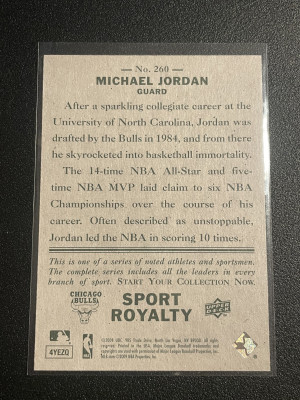 No. 260
MICHAEL JORDAN
GUARD
After a sparkling collegiate career at the
University of North Carolina, Jordan was
drafted by the Bulls in 1984, and from there
he skyrocketed into basketball immortality.
The 14-time NBA All-Star and five-
time NBA MVP laid claim to six NBA
Championships over the course of his
career. Often described as unstoppable,
Jordan led the NBA in scoring 10 times.
This is one of a series of noted athletes and sportsmen.
The complete series includes all the leaders in every
branch of sport. START YOUR COLLECTION NOW.
CHICAGO
BULLS
SPORT
ROYALTY
UPPER DECK
4YEZQ